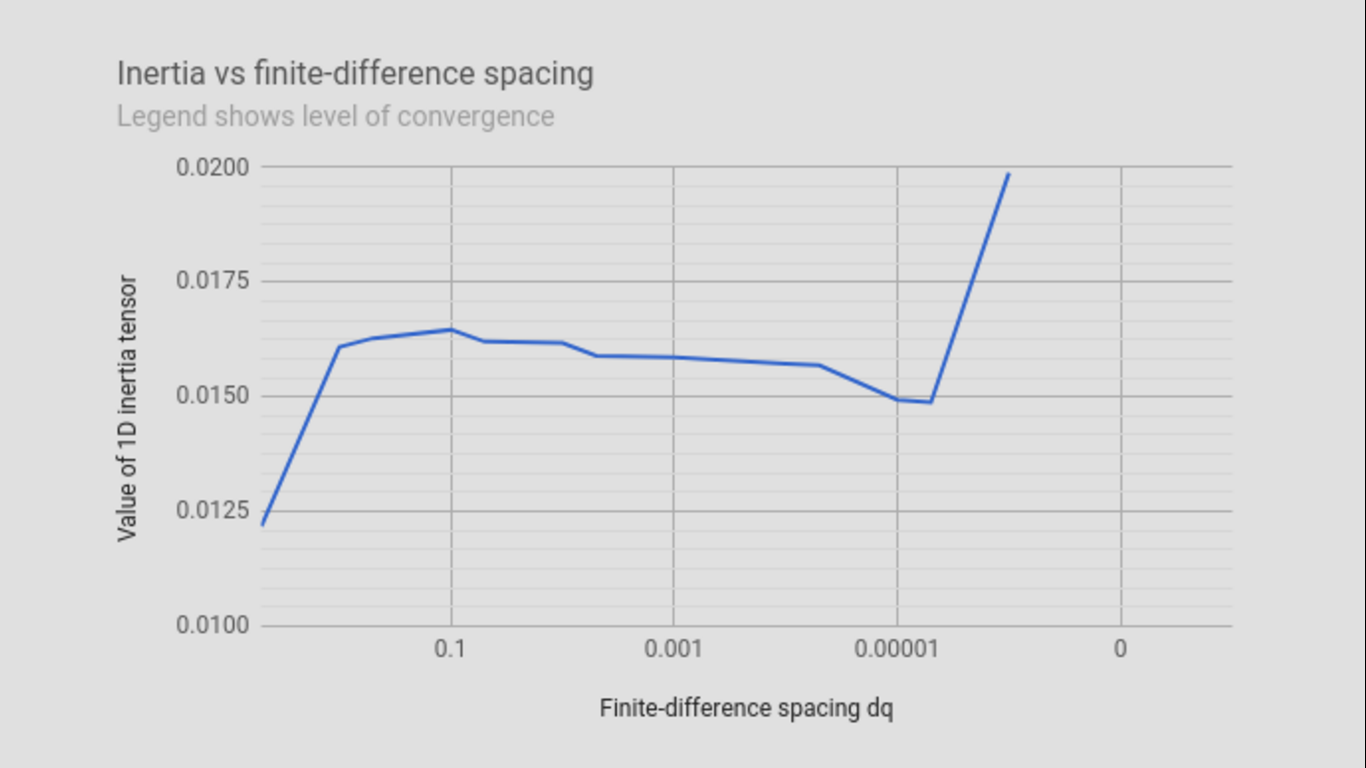 Inertia vs finite-difference spacing
Legend shows level of convergence
0.0200
0.0175
0.0150
0.0125
0.0100
Value of 1D inertia tensor
0.1 0.001 0.00001 0
Finite-difference spacing dq